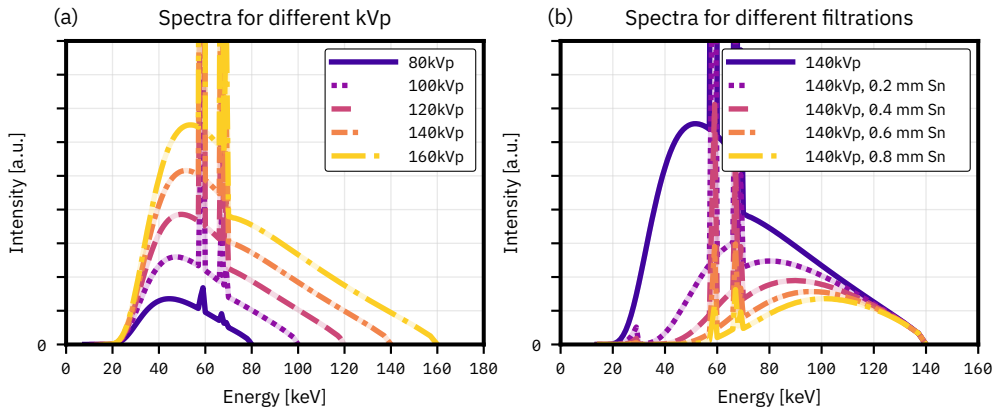 (a) Spectra for different kVp
Intensity [a.u.]
0
80kVp
100kVp
120kVp
140kVp
160kVp
0 20 40 60 80 100 120 140 160 180
Energy [keV]
(b) Spectra for different filtrations
Intensity [a.u.]
0
140kVp
140kVp, 0.2 mm Sn
140kVp, 0.4 mm Sn
140kVp, 0.6 mm Sn
140kVp, 0.8 mm Sn
0 20 40 60 80 100 120 140 160
Energy [keV]